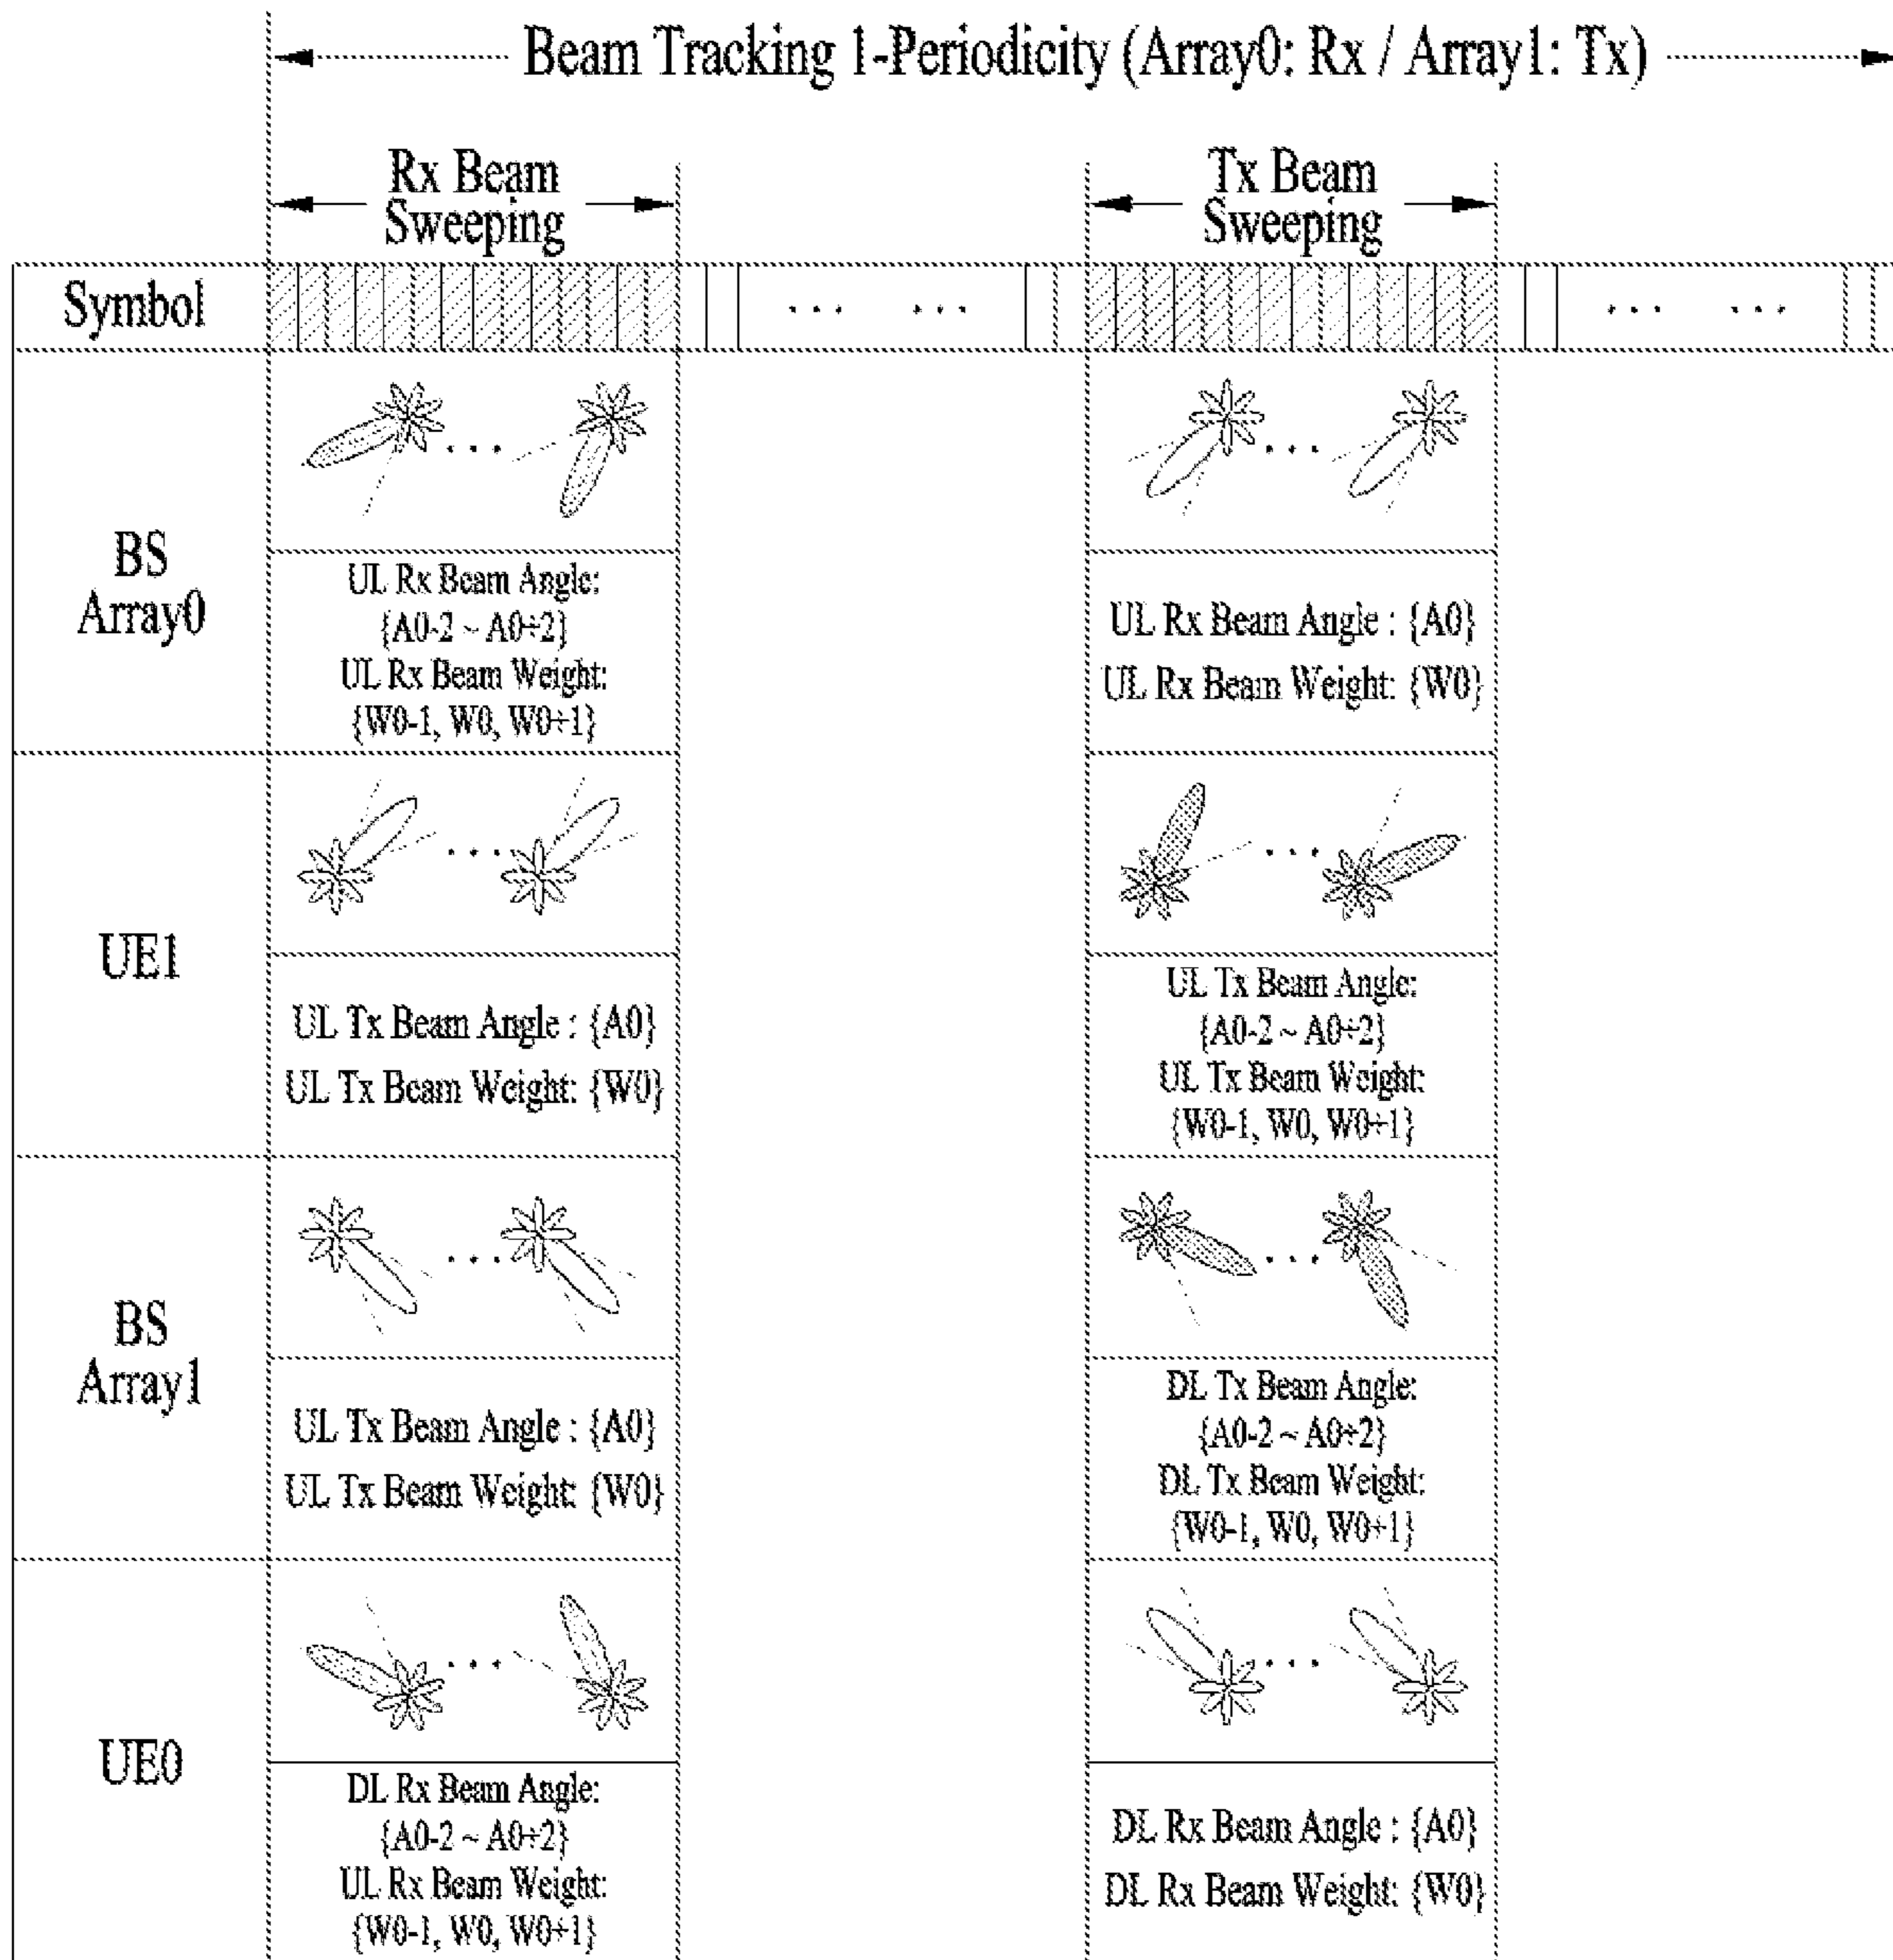 Beam Tracking 1-Periodicity (Array0: Rx / Array1: Tx)
Rx Beam
Sweeping
Tx Beam
Sweeping
Symbol
... ...
... ...
BS
Array0
...
UL Rx Beam Angle:
{A0-2 ~ A0+2}
UL Rx Beam Weight:
{W0-1, W0, W0+1}
...
UL Rx Beam Angle : {A0}
UL Rx Beam Weight: {W0}
UE1
...
UL Tx Beam Angle : {A0}
UL Tx Beam Weight: {W0}
...
UL Tx Beam Angle:
{A0-2 ~ A0+2}
UL Tx Beam Weight:
{W0-1, W0, W0+1}
BS
Array1
...
UL Tx Beam Angle : {A0}
UL Tx Beam Weight: {W0}
...
DL Tx Beam Angle:
{A0-2 ~ A0+2}
DL Tx Beam Weight:
{W0-1, W0, W0+1}
UE0
...
DL Rx Beam Angle:
{A0-2 ~ A0+2}
UL Rx Beam Weight:
{W0-1, W0, W0+1}
...
DL Rx Beam Angle : {A0}
DL Rx Beam Weight: {W0}